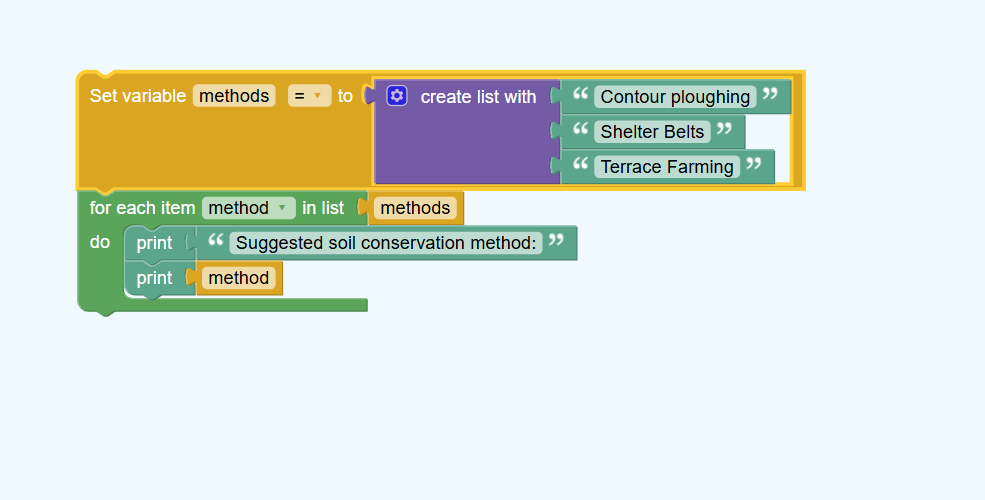 Set variable methods = to create list with “ Contour ploughing ”
“ Shelter Belts ”
“ Terrace Farming ”
for each item method in list methods
do print “ Suggested soil conservation method: ”
print method